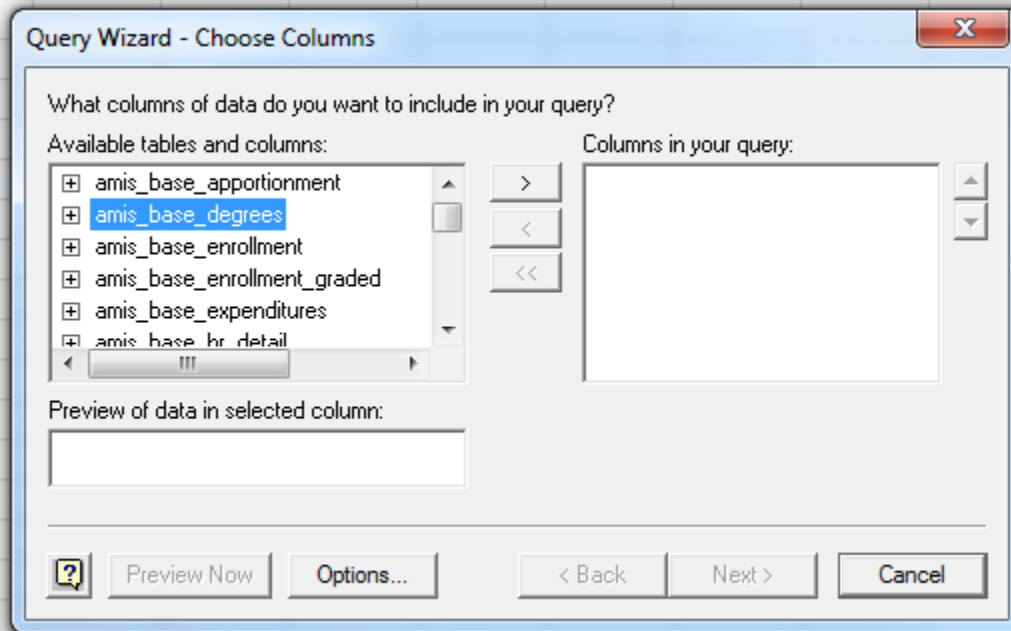 Query Wizard - Choose Columns
What columns of data do you want to include in your query?
Available tables and columns:
Columns in your query:
amis_base_apportionment
amis_base_degrees
amis_base_enrollment
amis_base_enrollment_graded
amis_base_expenditures
amis_base_hr_detail
>
<
<<
Preview of data in selected column:
? Preview Now Options... < Back Next > Cancel